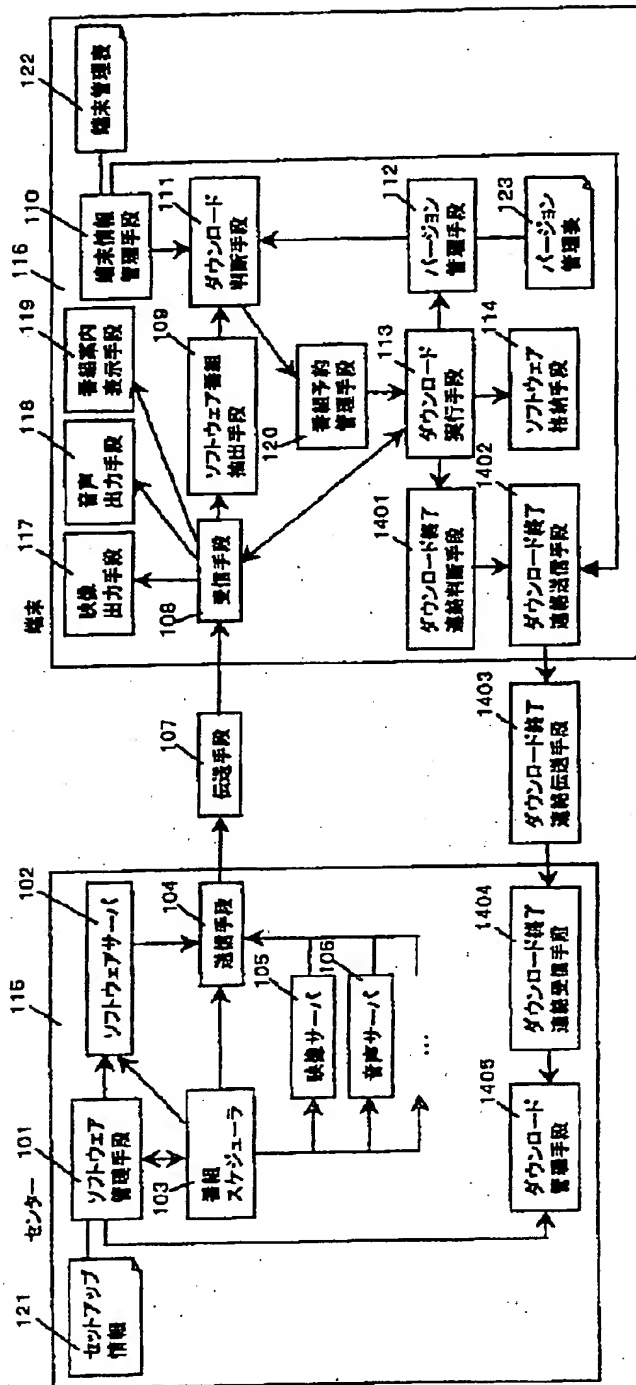 センター
115
121
セットアップ
情報
101
ソフトウェア
管理手段
102
ソフトウェアサーバ
103
番組
スケジューラ
104
送信手段
105
映像サーバ
106
音声サーバ
…
1405
ダウンロード
管理手段
1404
ダウンロード終了
連絡受信手段
107
伝送手段
1403
ダウンロード終了
連絡伝送手段
端末
116
117
映像
出力手段
118
音声
出力手段
119
番組案内
表示手段
110
端末情報
管理手段
122
端末管理表
108
受信手段
109
ソフトウェア番組
抽出手段
111
ダウンロード
判断手段
120
番組予約
管理手段
112
バージョン
管理手段
123
バージョン
管理表
113
ダウンロード
実行手段
114
ソフトウェア
格納手段
1401
ダウンロード終了
連絡判断手段
1402
ダウンロード終了
連絡送信手段